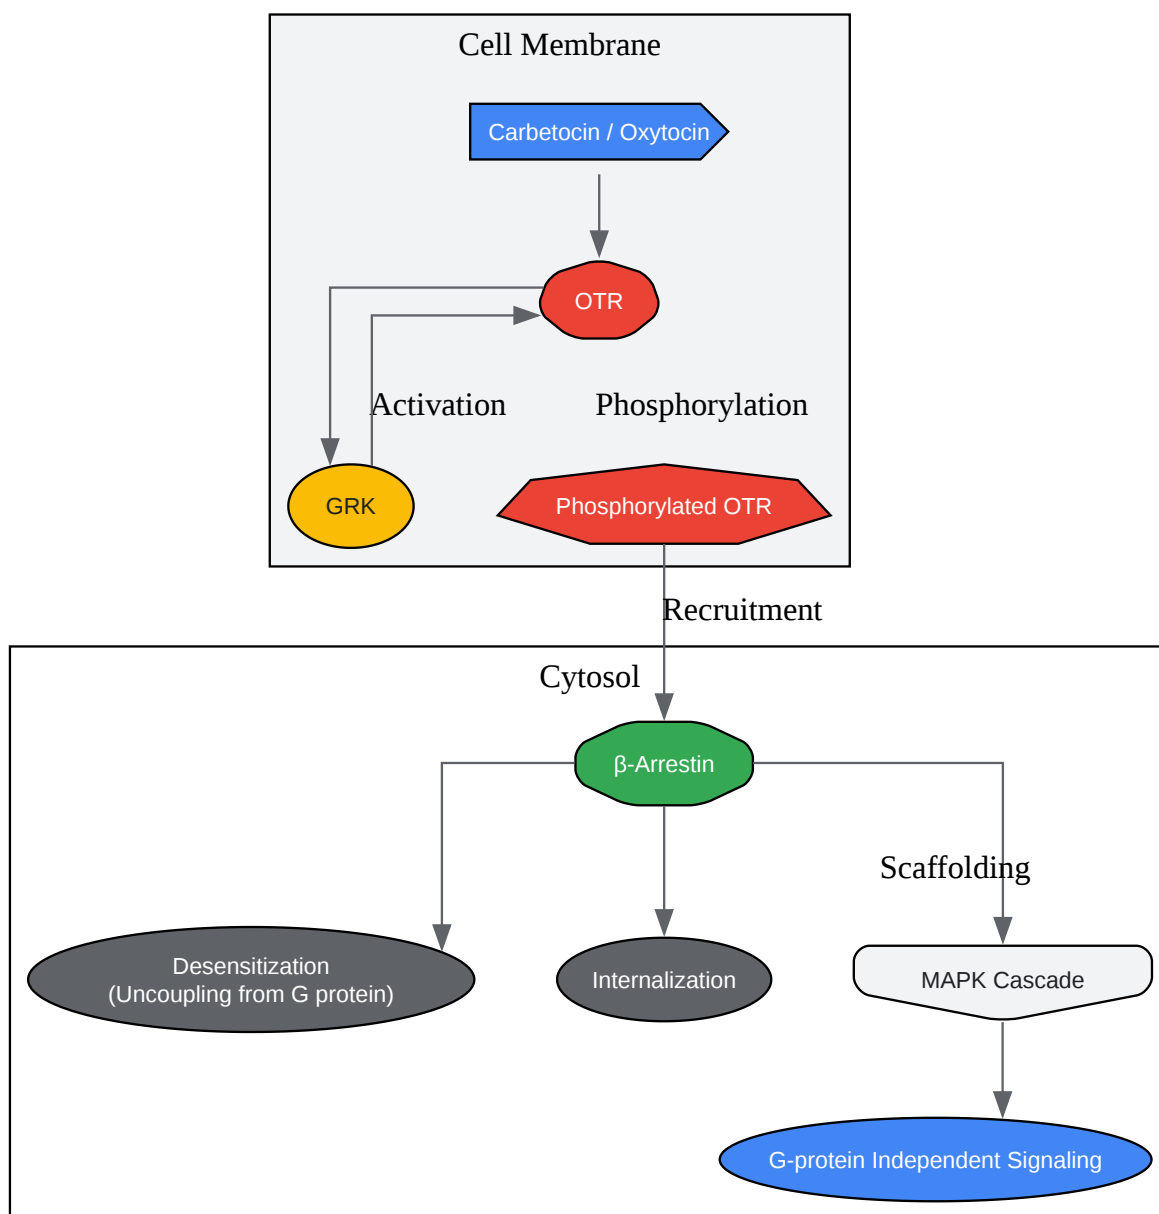 Cell Membrane
Carbetocin / Oxytocin
OTR
Activation
Phosphorylation
GRK
Phosphorylated OTR
Recruitment
Cytosol
β-Arrestin
Scaffolding
Desensitization
(Uncoupling from G protein)
Internalization
MAPK Cascade
G-protein Independent Signaling